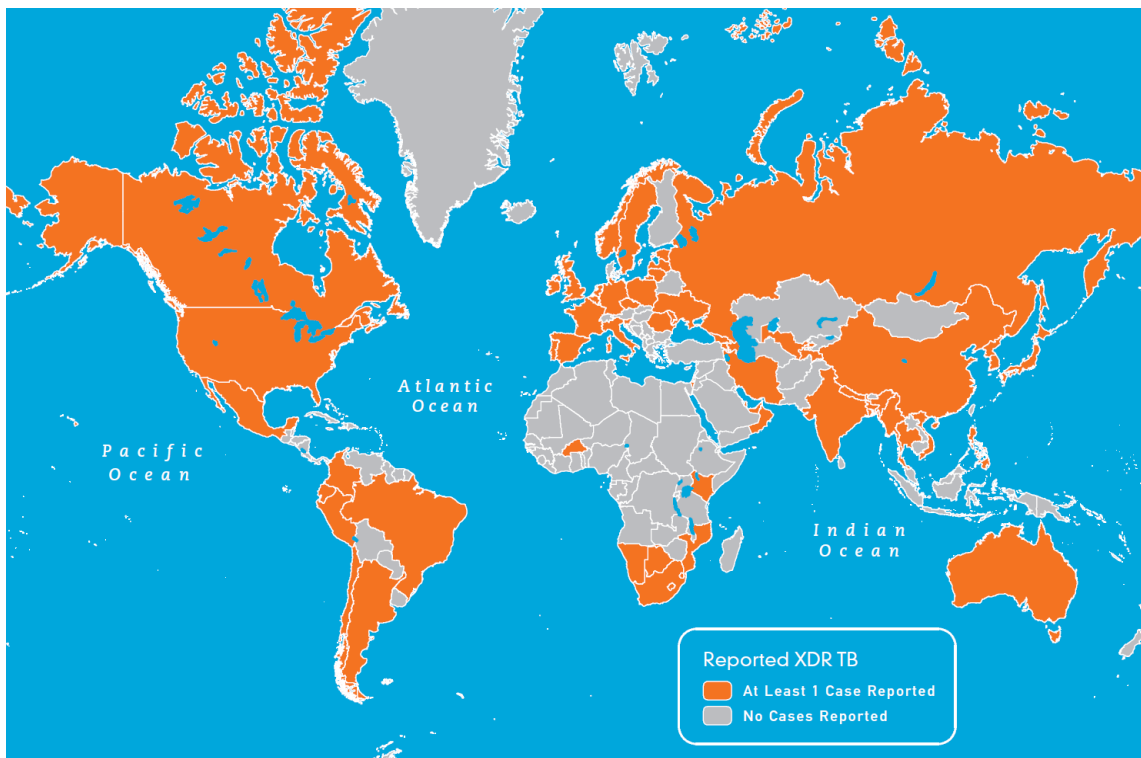 Atlantic
Ocean
Pacific
Ocean
Indian
Ocean
Reported XDR TB
At Least 1 Case Reported
No Cases Reported